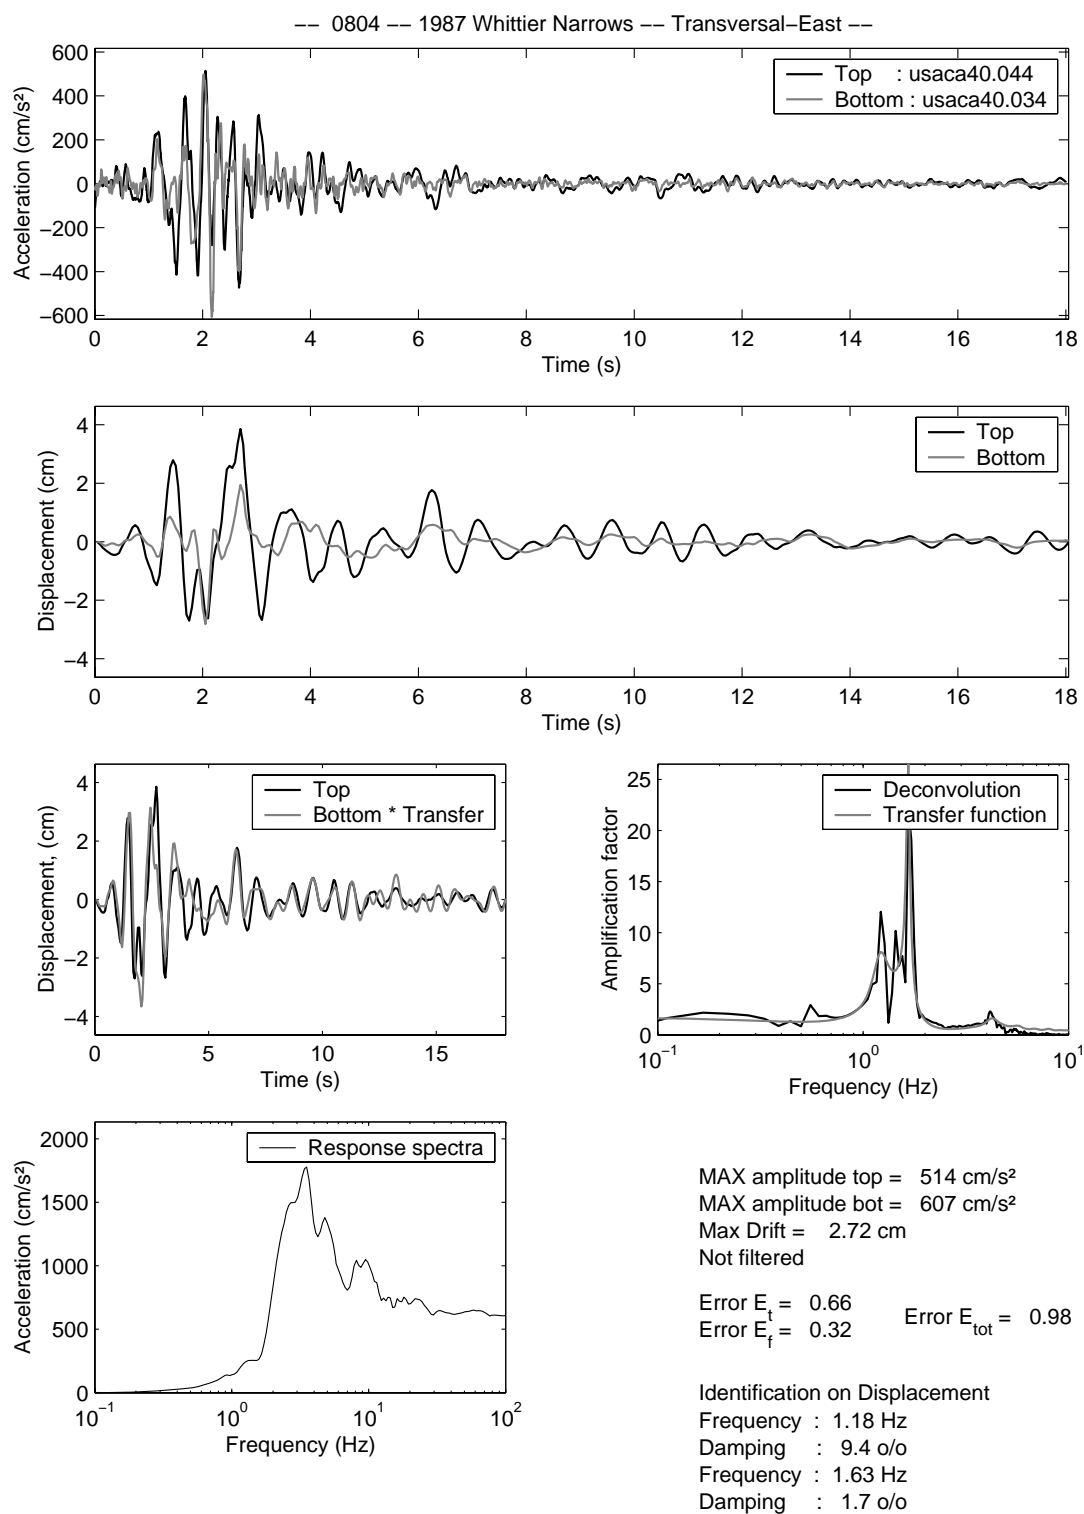 −− 0804 −− 1987 Whittier Narrows −− Transversal−East −−
Acceleration (cm/s²)
600
400
200
0
−200
−400
−600
Top : usaca40.044
Bottom : usaca40.034
0 2 4 6 8 10 12 14 16 18
Time (s)
Displacement (cm)
4
2
0
−2
−4
Top
Bottom
0 2 4 6 8 10 12 14 16 18
Time (s)
Displacement, (cm)
4
2
0
−2
−4
Top
Bottom * Transfer
0 5 10 15
Time (s)
Amplification factor
25
20
15
10
5
0
Deconvolution
Transfer function
10⁻¹ 10⁰ 10¹
Frequency (Hz)
Acceleration (cm/s²)
2000
1500
1000
500
0
Response spectra
10⁻¹ 10⁰ 10¹ 10²
Frequency (Hz)
MAX amplitude top = 514 cm/s²
MAX amplitude bot = 607 cm/s²
Max Drift = 2.72 cm
Not filtered
Error E_t = 0.66
Error E_f = 0.32
Error E_tot = 0.98
Identification on Displacement
Frequency : 1.18 Hz
Damping : 9.4 o/o
Frequency : 1.63 Hz
Damping : 1.7 o/o